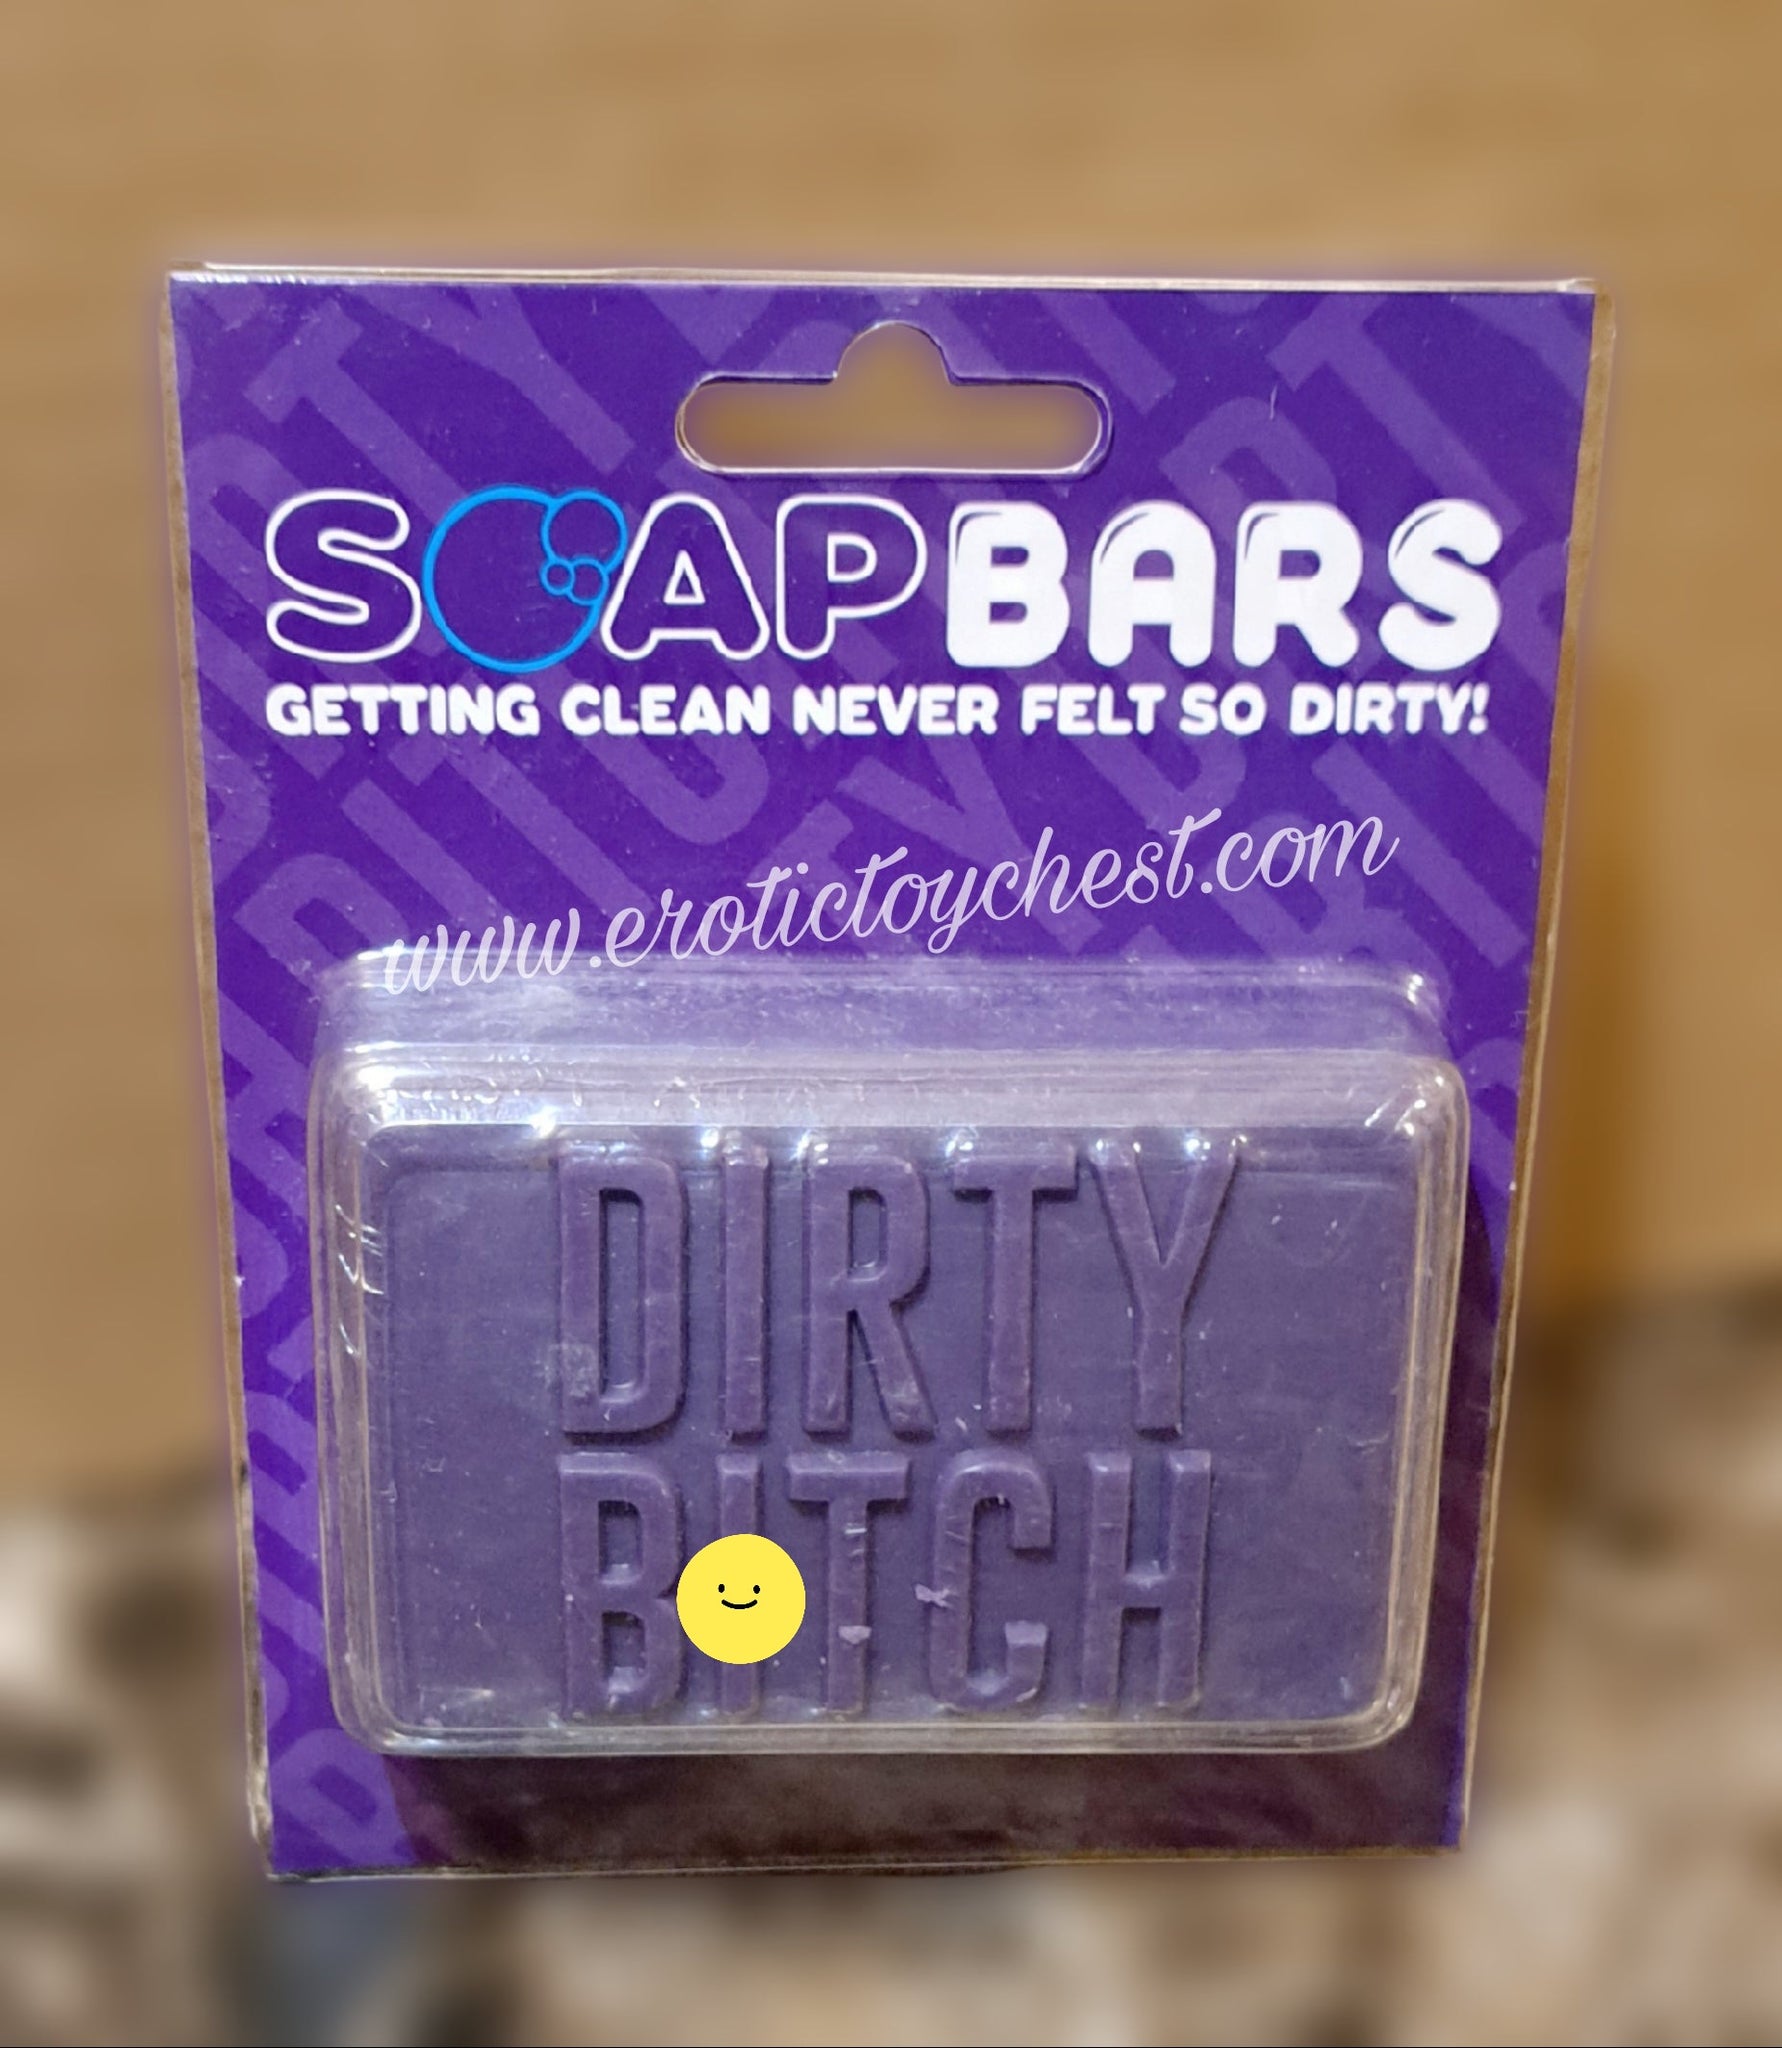 SOAPBARS
GETTING CLEAN NEVER FELT SO DIRTY!
www.erotictoychest.com
DIRTY
BITCH